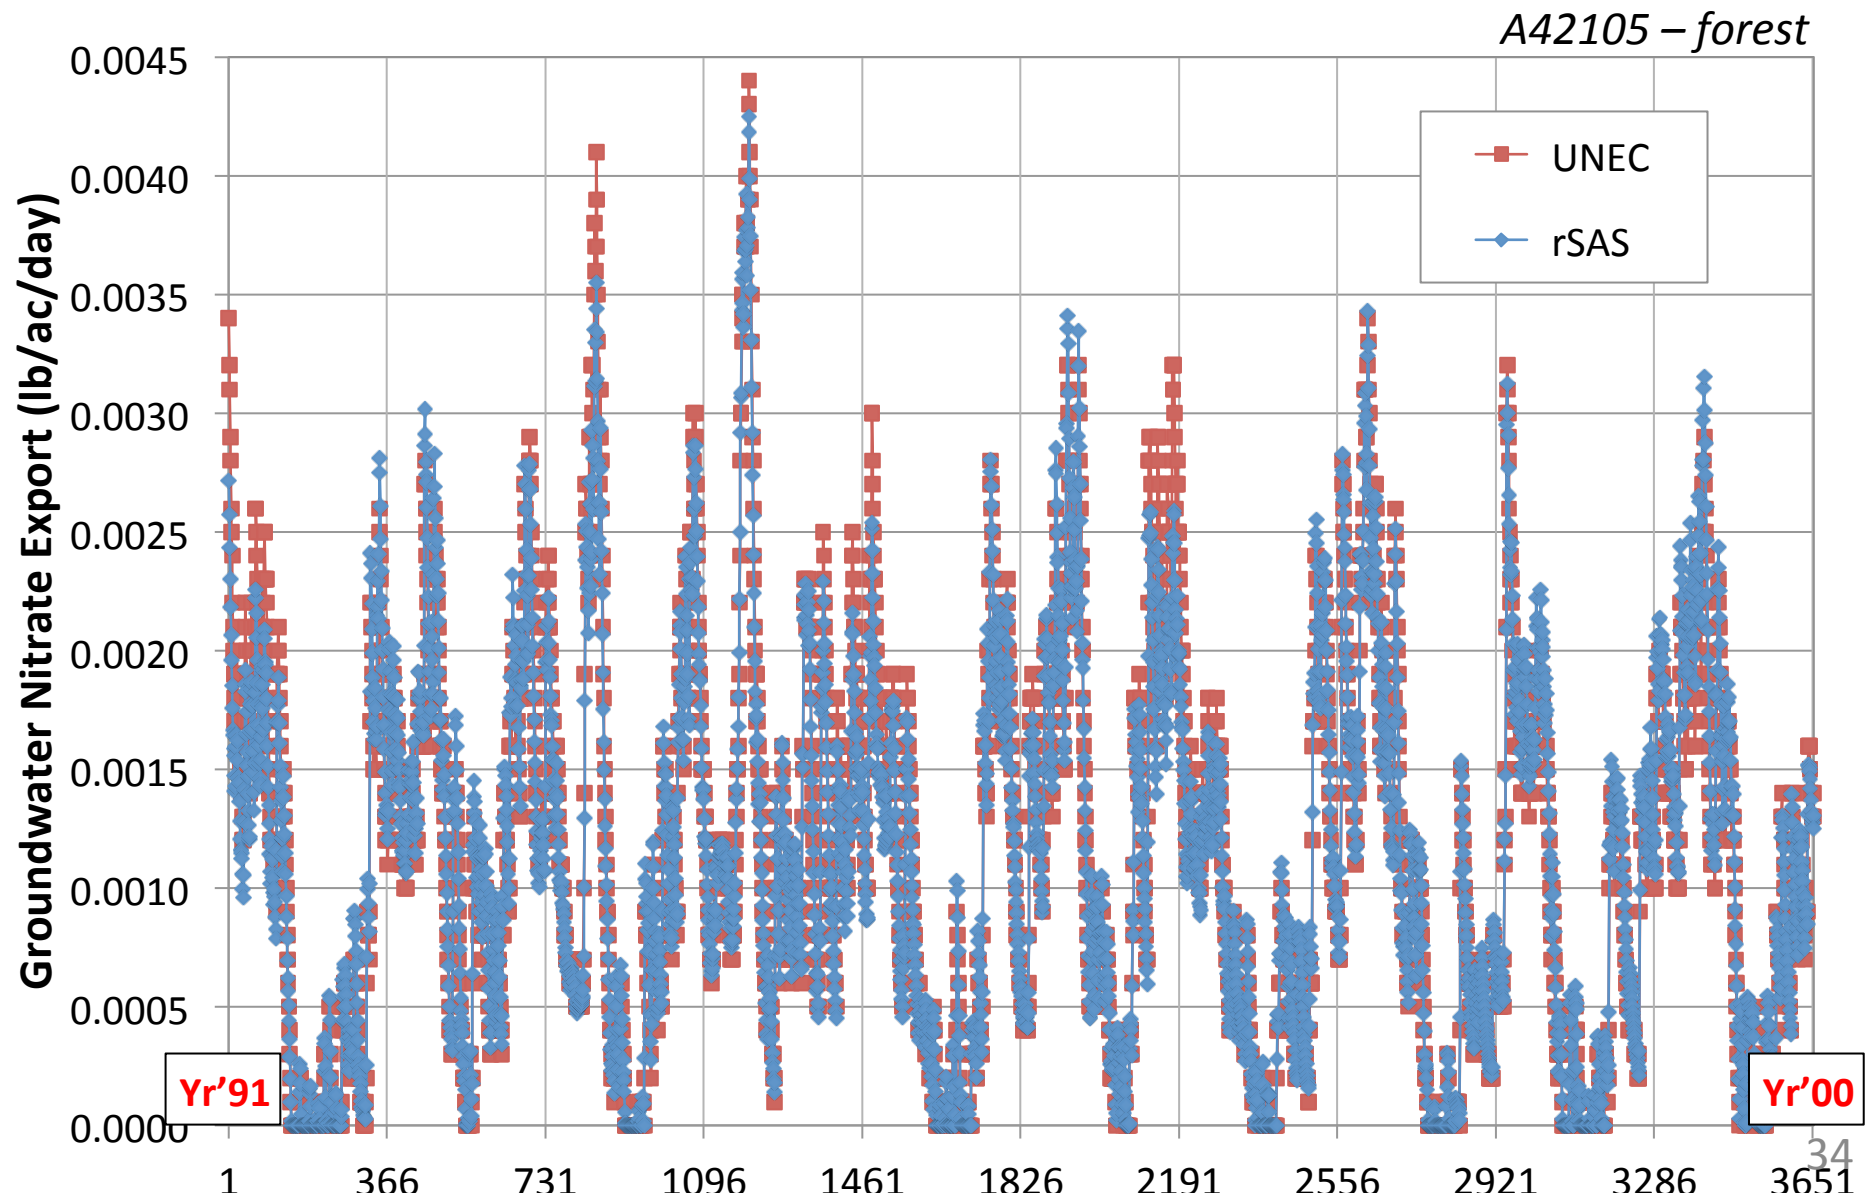 A42105 – forest
Groundwater Nitrate Export (lb/ac/day)
0.0045
0.0040
0.0035
0.0030
0.0025
0.0020
0.0015
0.0010
0.0005
0.0000
UNEC
rSAS
Yr’91
Yr’00
34
1 366 731 1096 1461 1826 2191 2556 2921 3286 3651